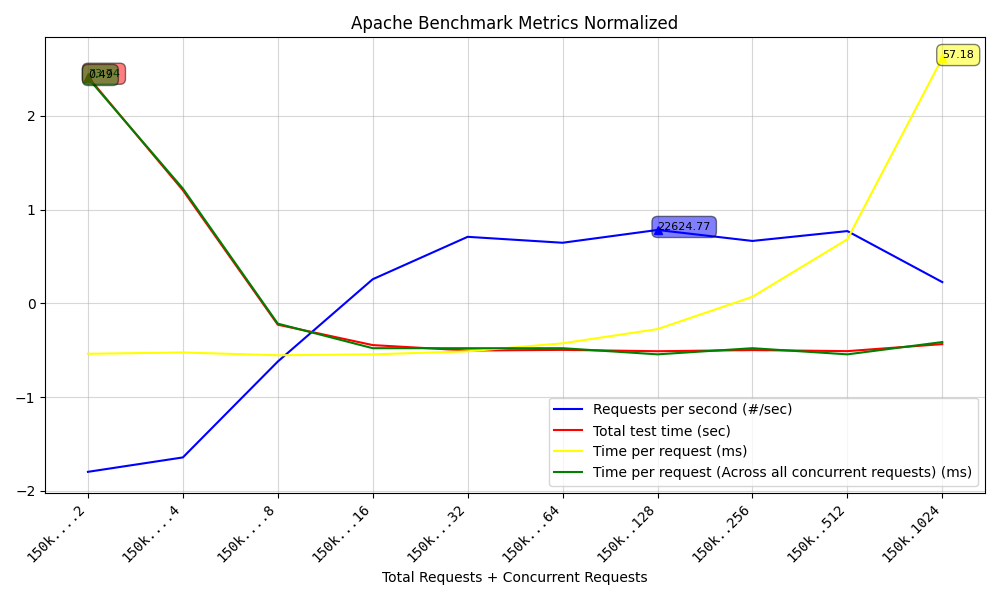 Apache Benchmark Metrics Normalized
0.49
57.18
22624.77
2
1
0
−1
−2
Requests per second (#/sec)
Total test time (sec)
Time per request (ms)
Time per request (Across all concurrent requests) (ms)
150k....2
150k....4
150k....8
150k...16
150k...32
150k...64
150k..128
150k..256
150k..512
150k.1024
Total Requests + Concurrent Requests